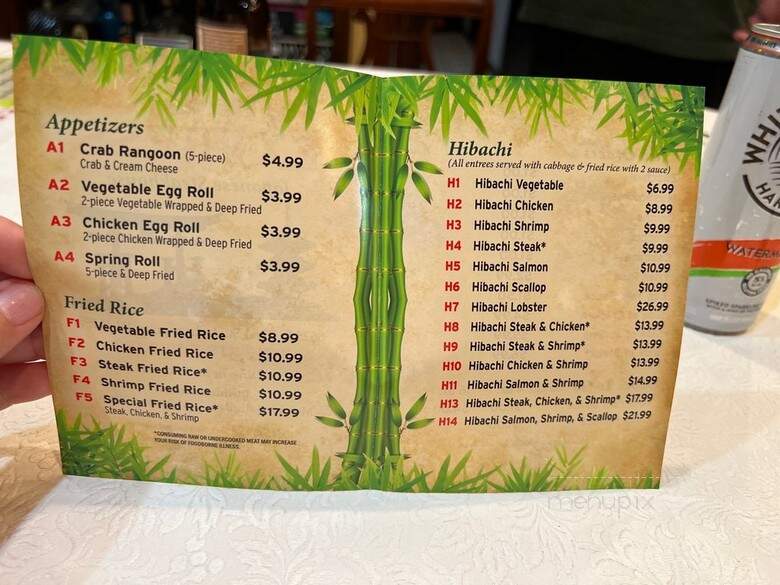 Appetizers
A1 Crab Rangoon (5-piece) $4.99
Crab & Cream Cheese
A2 Vegetable Egg Roll $3.99
2-piece Vegetable Wrapped & Deep Fried
A3 Chicken Egg Roll $3.99
2-piece Chicken Wrapped & Deep Fried
A4 Spring Roll $3.99
5-piece & Deep Fried
Fried Rice
F1 Vegetable Fried Rice $8.99
F2 Chicken Fried Rice $10.99
F3 Steak Fried Rice* $10.99
F4 Shrimp Fried Rice $10.99
F5 Special Fried Rice* $17.99
Steak, Chicken, & Shrimp
*CONSUMING RAW OR UNDERCOOKED MEAT MAY INCREASE
YOUR RISK OF FOODBORNE ILLNESS.
Hibachi
(All entrees served with cabbage & fried rice with 2 sauce)
H1 Hibachi Vegetable $6.99
H2 Hibachi Chicken $8.99
H3 Hibachi Shrimp $9.99
H4 Hibachi Steak* $9.99
H5 Hibachi Salmon $10.99
H6 Hibachi Scallop $10.99
H7 Hibachi Lobster $26.99
H8 Hibachi Steak & Chicken* $13.99
H9 Hibachi Steak & Shrimp* $13.99
H10 Hibachi Chicken & Shrimp $13.99
H11 Hibachi Salmon & Shrimp $14.99
H13 Hibachi Steak, Chicken, & Shrimp* $17.99
H14 Hibachi Salmon, Shrimp, & Scallop $21.99
menupix